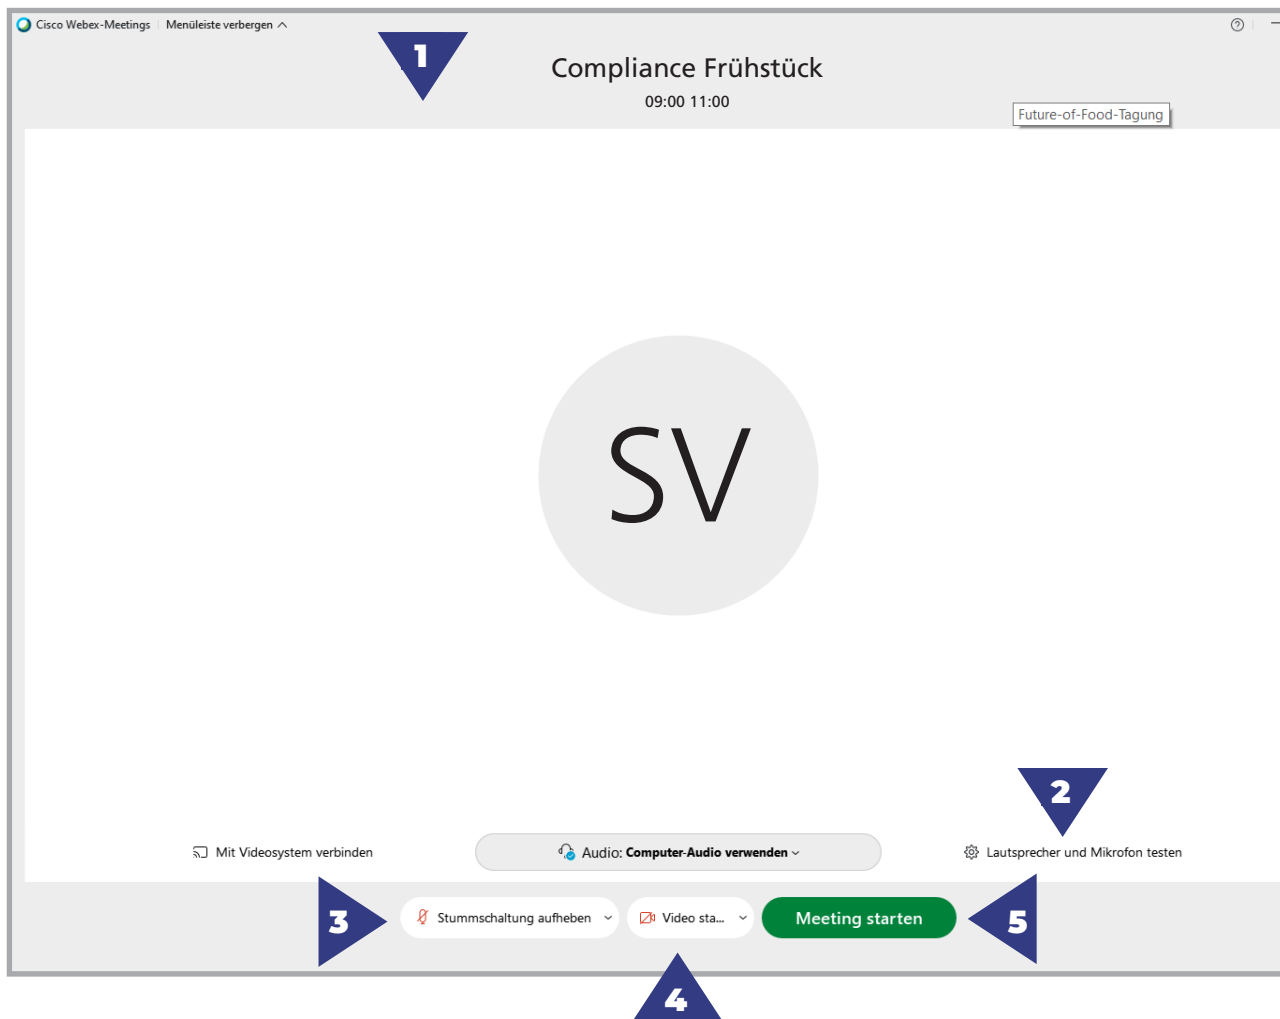 Cisco Webex-Meetings Menüleiste verbergen
1
Compliance Frühstück
09:00 11:00
Future-of-Food-Tagung
SV
2
Mit Videosystem verbinden
Audio: Computer-Audio verwenden
Lautsprecher und Mikrofon testen
3
Stummschaltung aufheben
Video sta...
Meeting starten
5
4